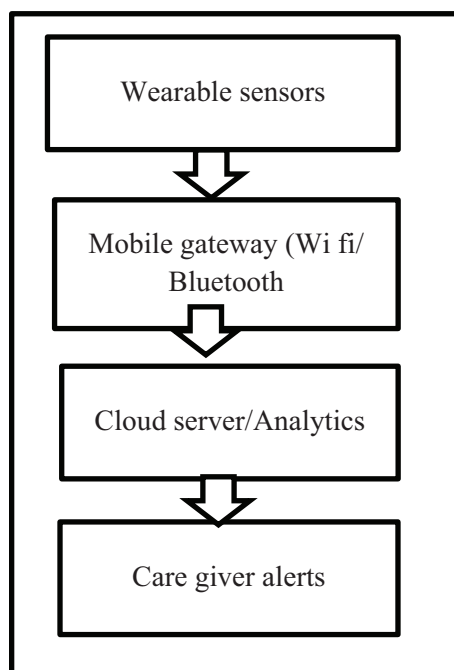 Wearable sensors
Mobile gateway (Wi fi/
Bluetooth
Cloud server/Analytics
Care giver alerts